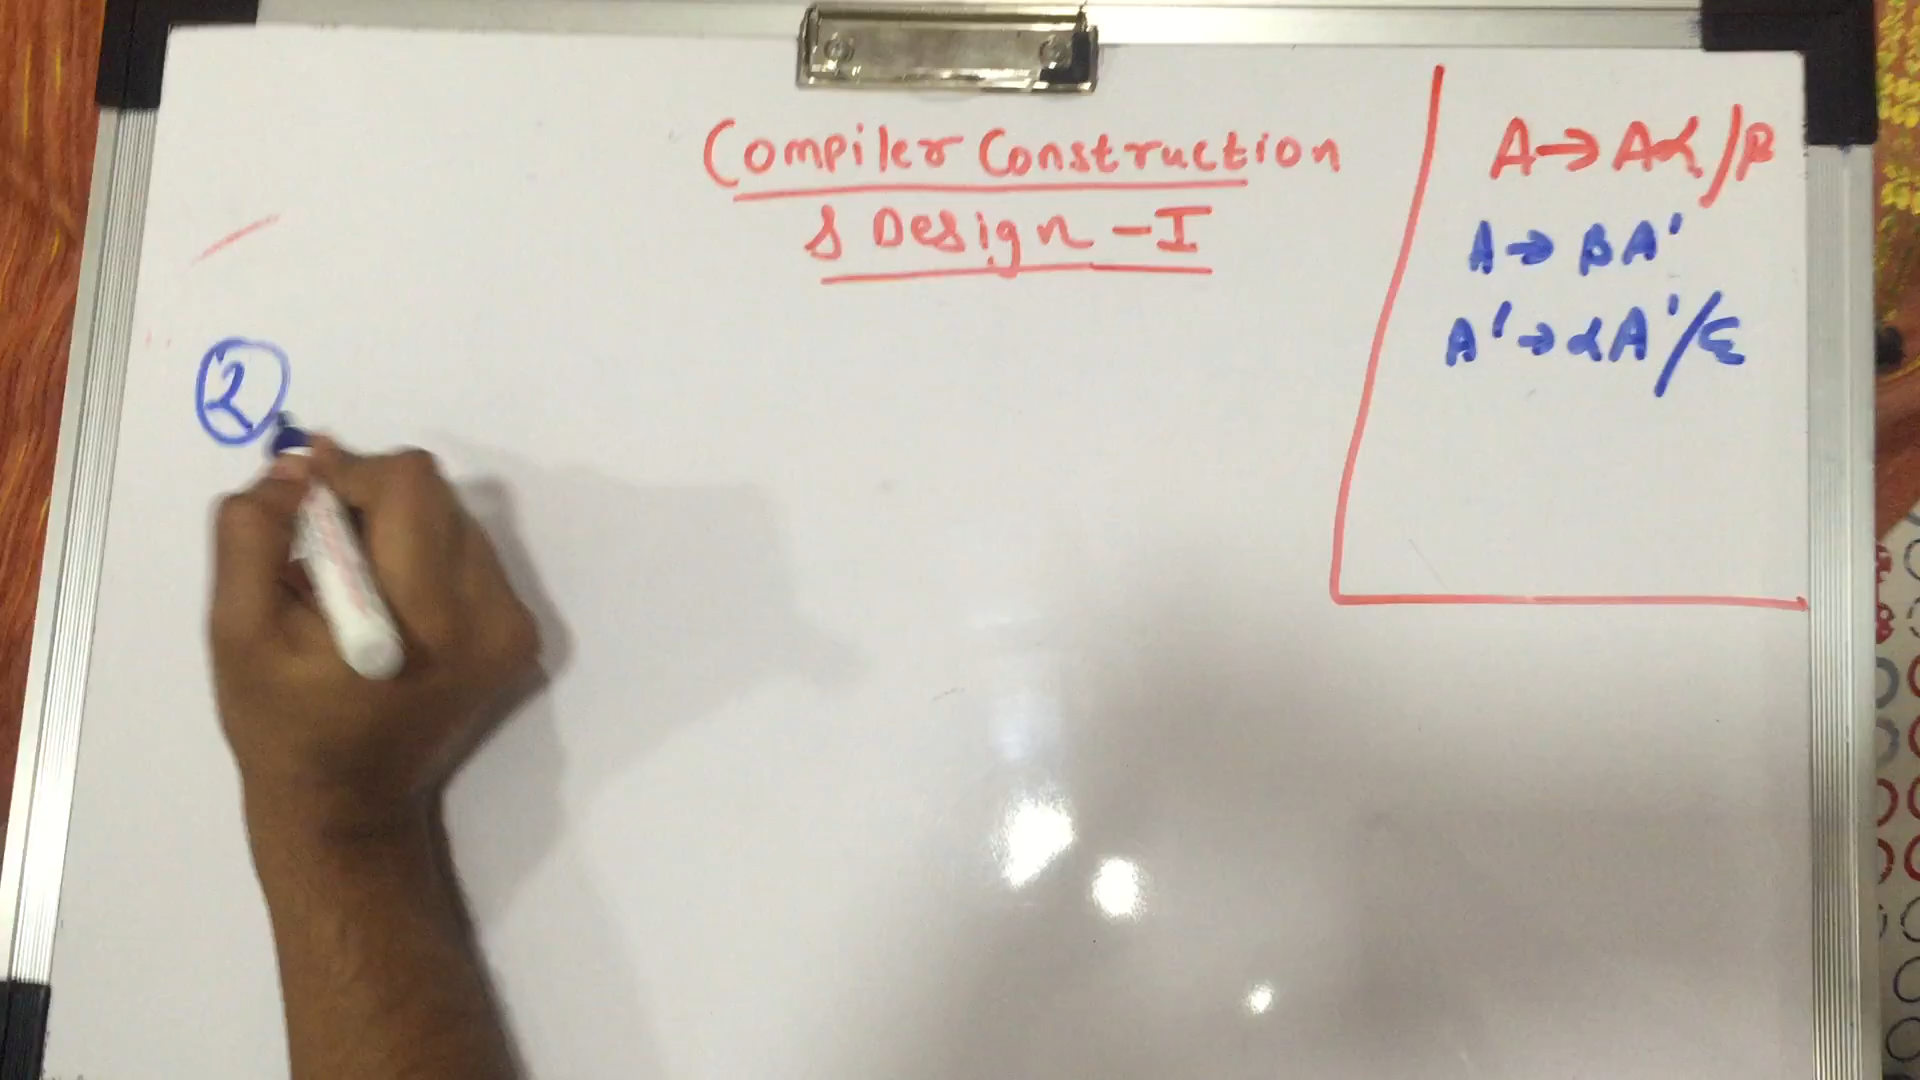 Compiler Construction
& Design - I
A → Aα/β
A → βA'
A' → αA'/ε
②